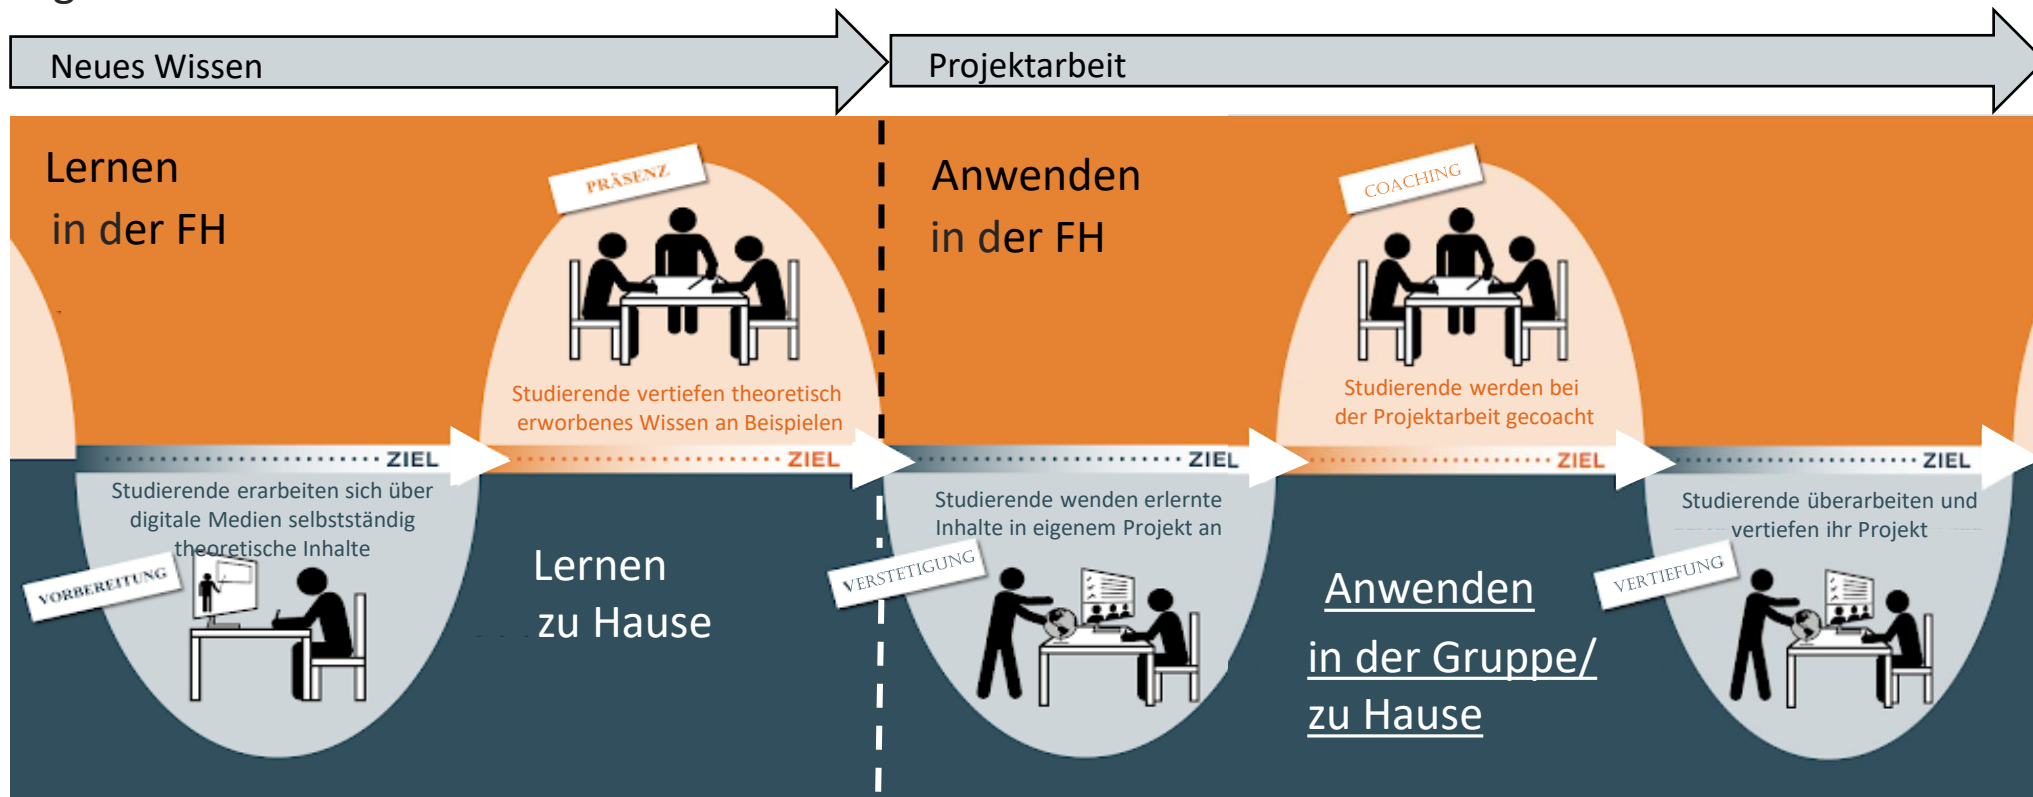 Neues Wissen
Projektarbeit
Lernen
in der FH
PRÄSENZ
Studierende vertiefen theoretisch
erworbenes Wissen an Beispielen
Anwenden
in der FH
COACHING
Studierende werden bei
der Projektarbeit gecoacht
ZIEL
ZIEL
ZIEL
ZIEL
ZIEL
Studierende erarbeiten sich über
digitale Medien selbstständig
theoretische Inhalte
VORBEREITUNG
Lernen
zu Hause
Studierende wenden erlernte
Inhalte in eigenem Projekt an
VERSTETIGUNG
Anwenden
in der Gruppe/
zu Hause
Studierende überarbeiten und
vertiefen ihr Projekt
VERTIEFUNG